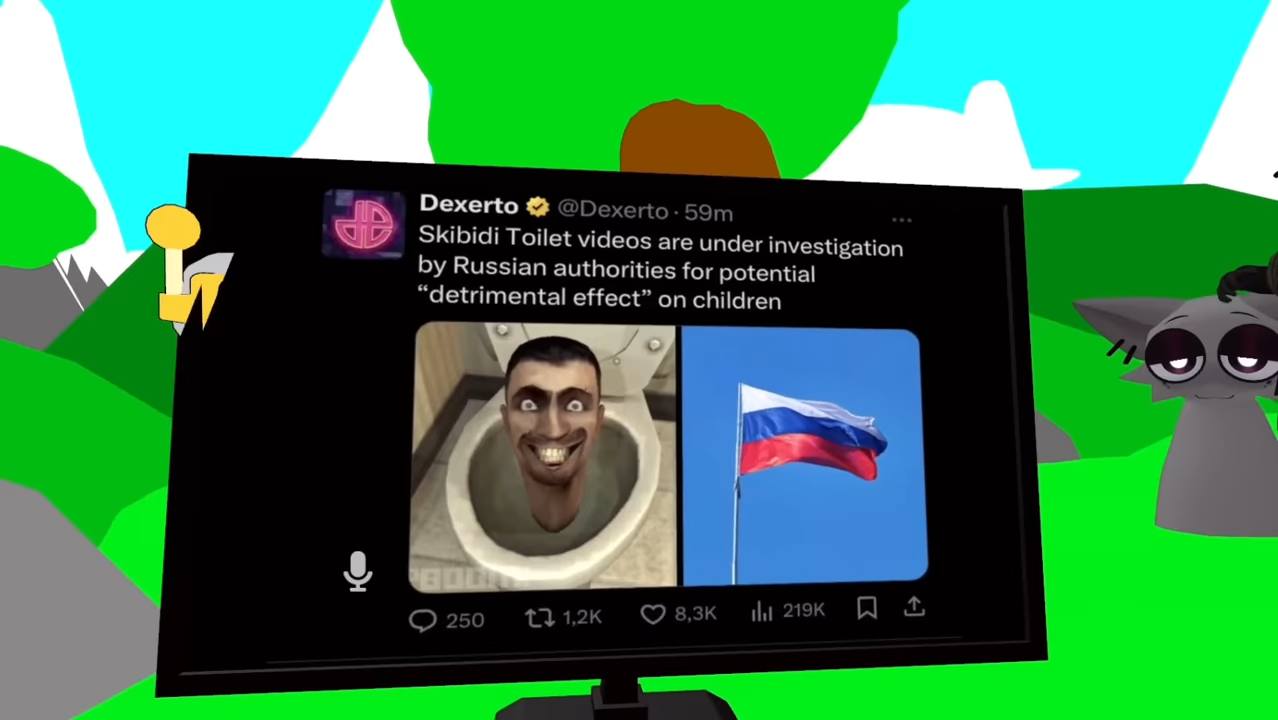 Dexerto @Dexerto · 59m
Skibidi Toilet videos are under investigation
by Russian authorities for potential
“detrimental effect” on children
250 1,2K 8,3K 219K